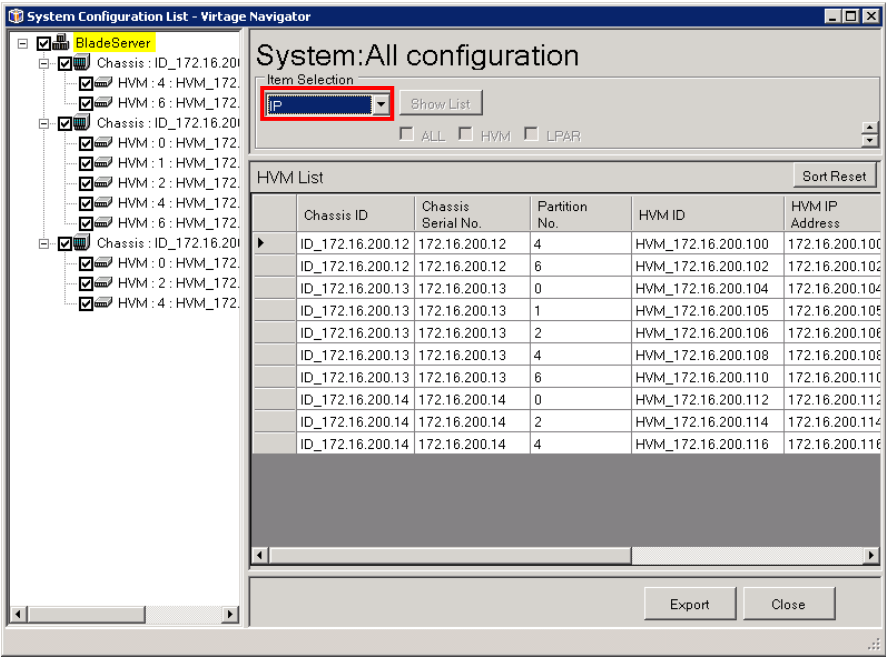 System Configuration List - Virtage Navigator
BladeServer
Chassis : ID_172.16.20
HVM : 4 : HVM_172.
HVM : 6 : HVM_172.
Chassis : ID_172.16.20
HVM : 0 : HVM_172.
HVM : 1 : HVM_172.
HVM : 2 : HVM_172.
HVM : 4 : HVM_172.
HVM : 6 : HVM_172.
Chassis : ID_172.16.20
HVM : 0 : HVM_172.
HVM : 2 : HVM_172.
HVM : 4 : HVM_172.
System:All configuration
Item Selection
IP
Show List
ALL HVM LPAR
HVM List
Sort Reset
Chassis ID Chassis Serial No. Partition No. HVM ID HVM IP Address
ID_172.16.200.12 172.16.200.12 4 HVM_172.16.200.100 172.16.200.100
ID_172.16.200.12 172.16.200.12 6 HVM_172.16.200.102 172.16.200.102
ID_172.16.200.13 172.16.200.13 0 HVM_172.16.200.104 172.16.200.104
ID_172.16.200.13 172.16.200.13 1 HVM_172.16.200.105 172.16.200.105
ID_172.16.200.13 172.16.200.13 2 HVM_172.16.200.106 172.16.200.106
ID_172.16.200.13 172.16.200.13 4 HVM_172.16.200.108 172.16.200.108
ID_172.16.200.13 172.16.200.13 6 HVM_172.16.200.110 172.16.200.110
ID_172.16.200.14 172.16.200.14 0 HVM_172.16.200.112 172.16.200.112
ID_172.16.200.14 172.16.200.14 2 HVM_172.16.200.114 172.16.200.114
ID_172.16.200.14 172.16.200.14 4 HVM_172.16.200.116 172.16.200.116
Export
Close